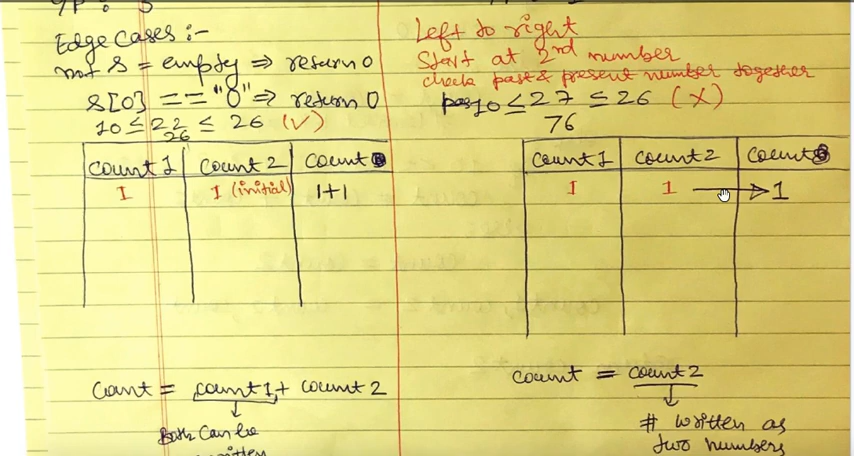 I/P : 3
Edge Cases :-
not s = empty ⇒ return 0
s[0] == "0" ⇒ return 0
10 ≤ 22 ≤ 26 (✓)
26
count 1 | count 2 | count
1 | 1 (initial) | 1+1
count = count 1 + count 2
Both can be
written
Left to right
Start at 2nd number
check past & present number together
10 ≤ 27 ≤ 26 (X)
76
count 1 | count 2 | count
1 | 1 → 1
count = count 2
# written as
two numbers